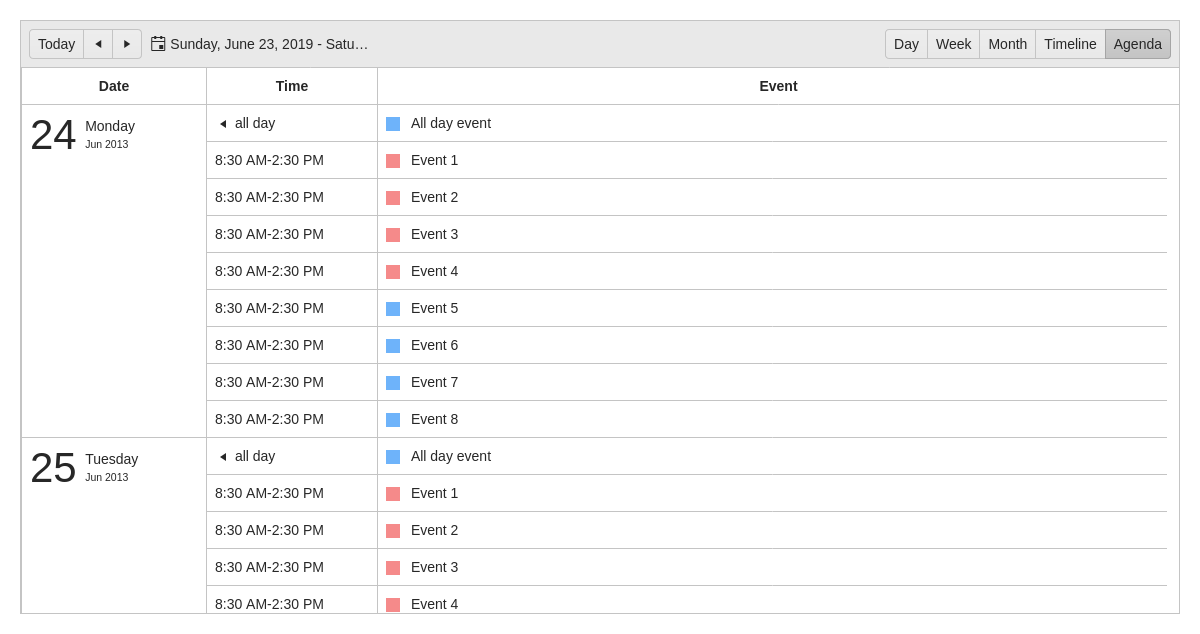 Today Sunday, June 23, 2019 - Satu… Day Week Month Timeline Agenda
Date Time Event
24 Monday
Jun 2013
all day All day event
8:30 AM-2:30 PM Event 1
8:30 AM-2:30 PM Event 2
8:30 AM-2:30 PM Event 3
8:30 AM-2:30 PM Event 4
8:30 AM-2:30 PM Event 5
8:30 AM-2:30 PM Event 6
8:30 AM-2:30 PM Event 7
8:30 AM-2:30 PM Event 8
25 Tuesday
Jun 2013
all day All day event
8:30 AM-2:30 PM Event 1
8:30 AM-2:30 PM Event 2
8:30 AM-2:30 PM Event 3
8:30 AM-2:30 PM Event 4